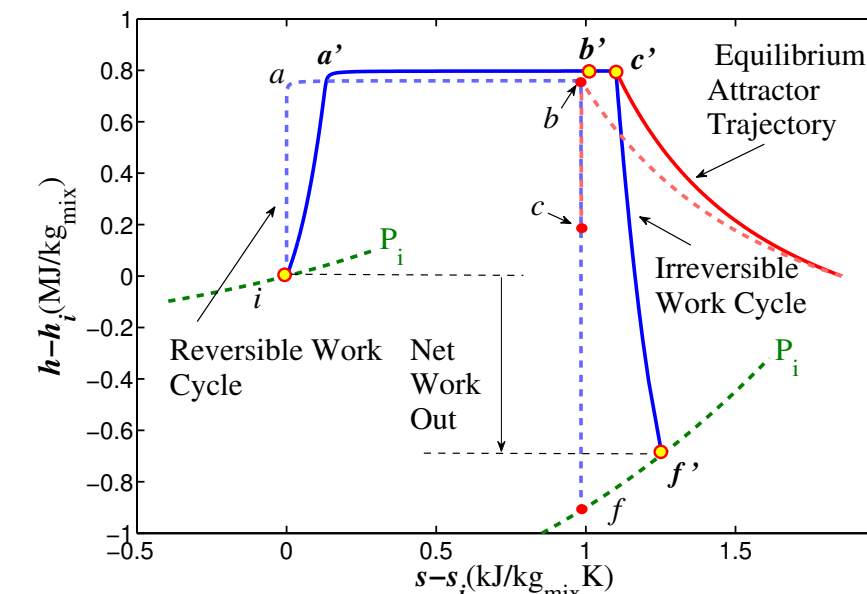 1
0.8
0.6
0.4
0.2
0
−0.2
−0.4
−0.6
−0.8
−1
h−h_i(MJ/kg_mix)
a
a'
b'
c'
b
c
Equilibrium
Attractor
Trajectory
P_i
i
Reversible Work
Cycle
Net
Work
Out
Irreversible
Work Cycle
P_i
f'
f
−0.5
0
0.5
1
1.5
s−s_i(kJ/kg_mixK)